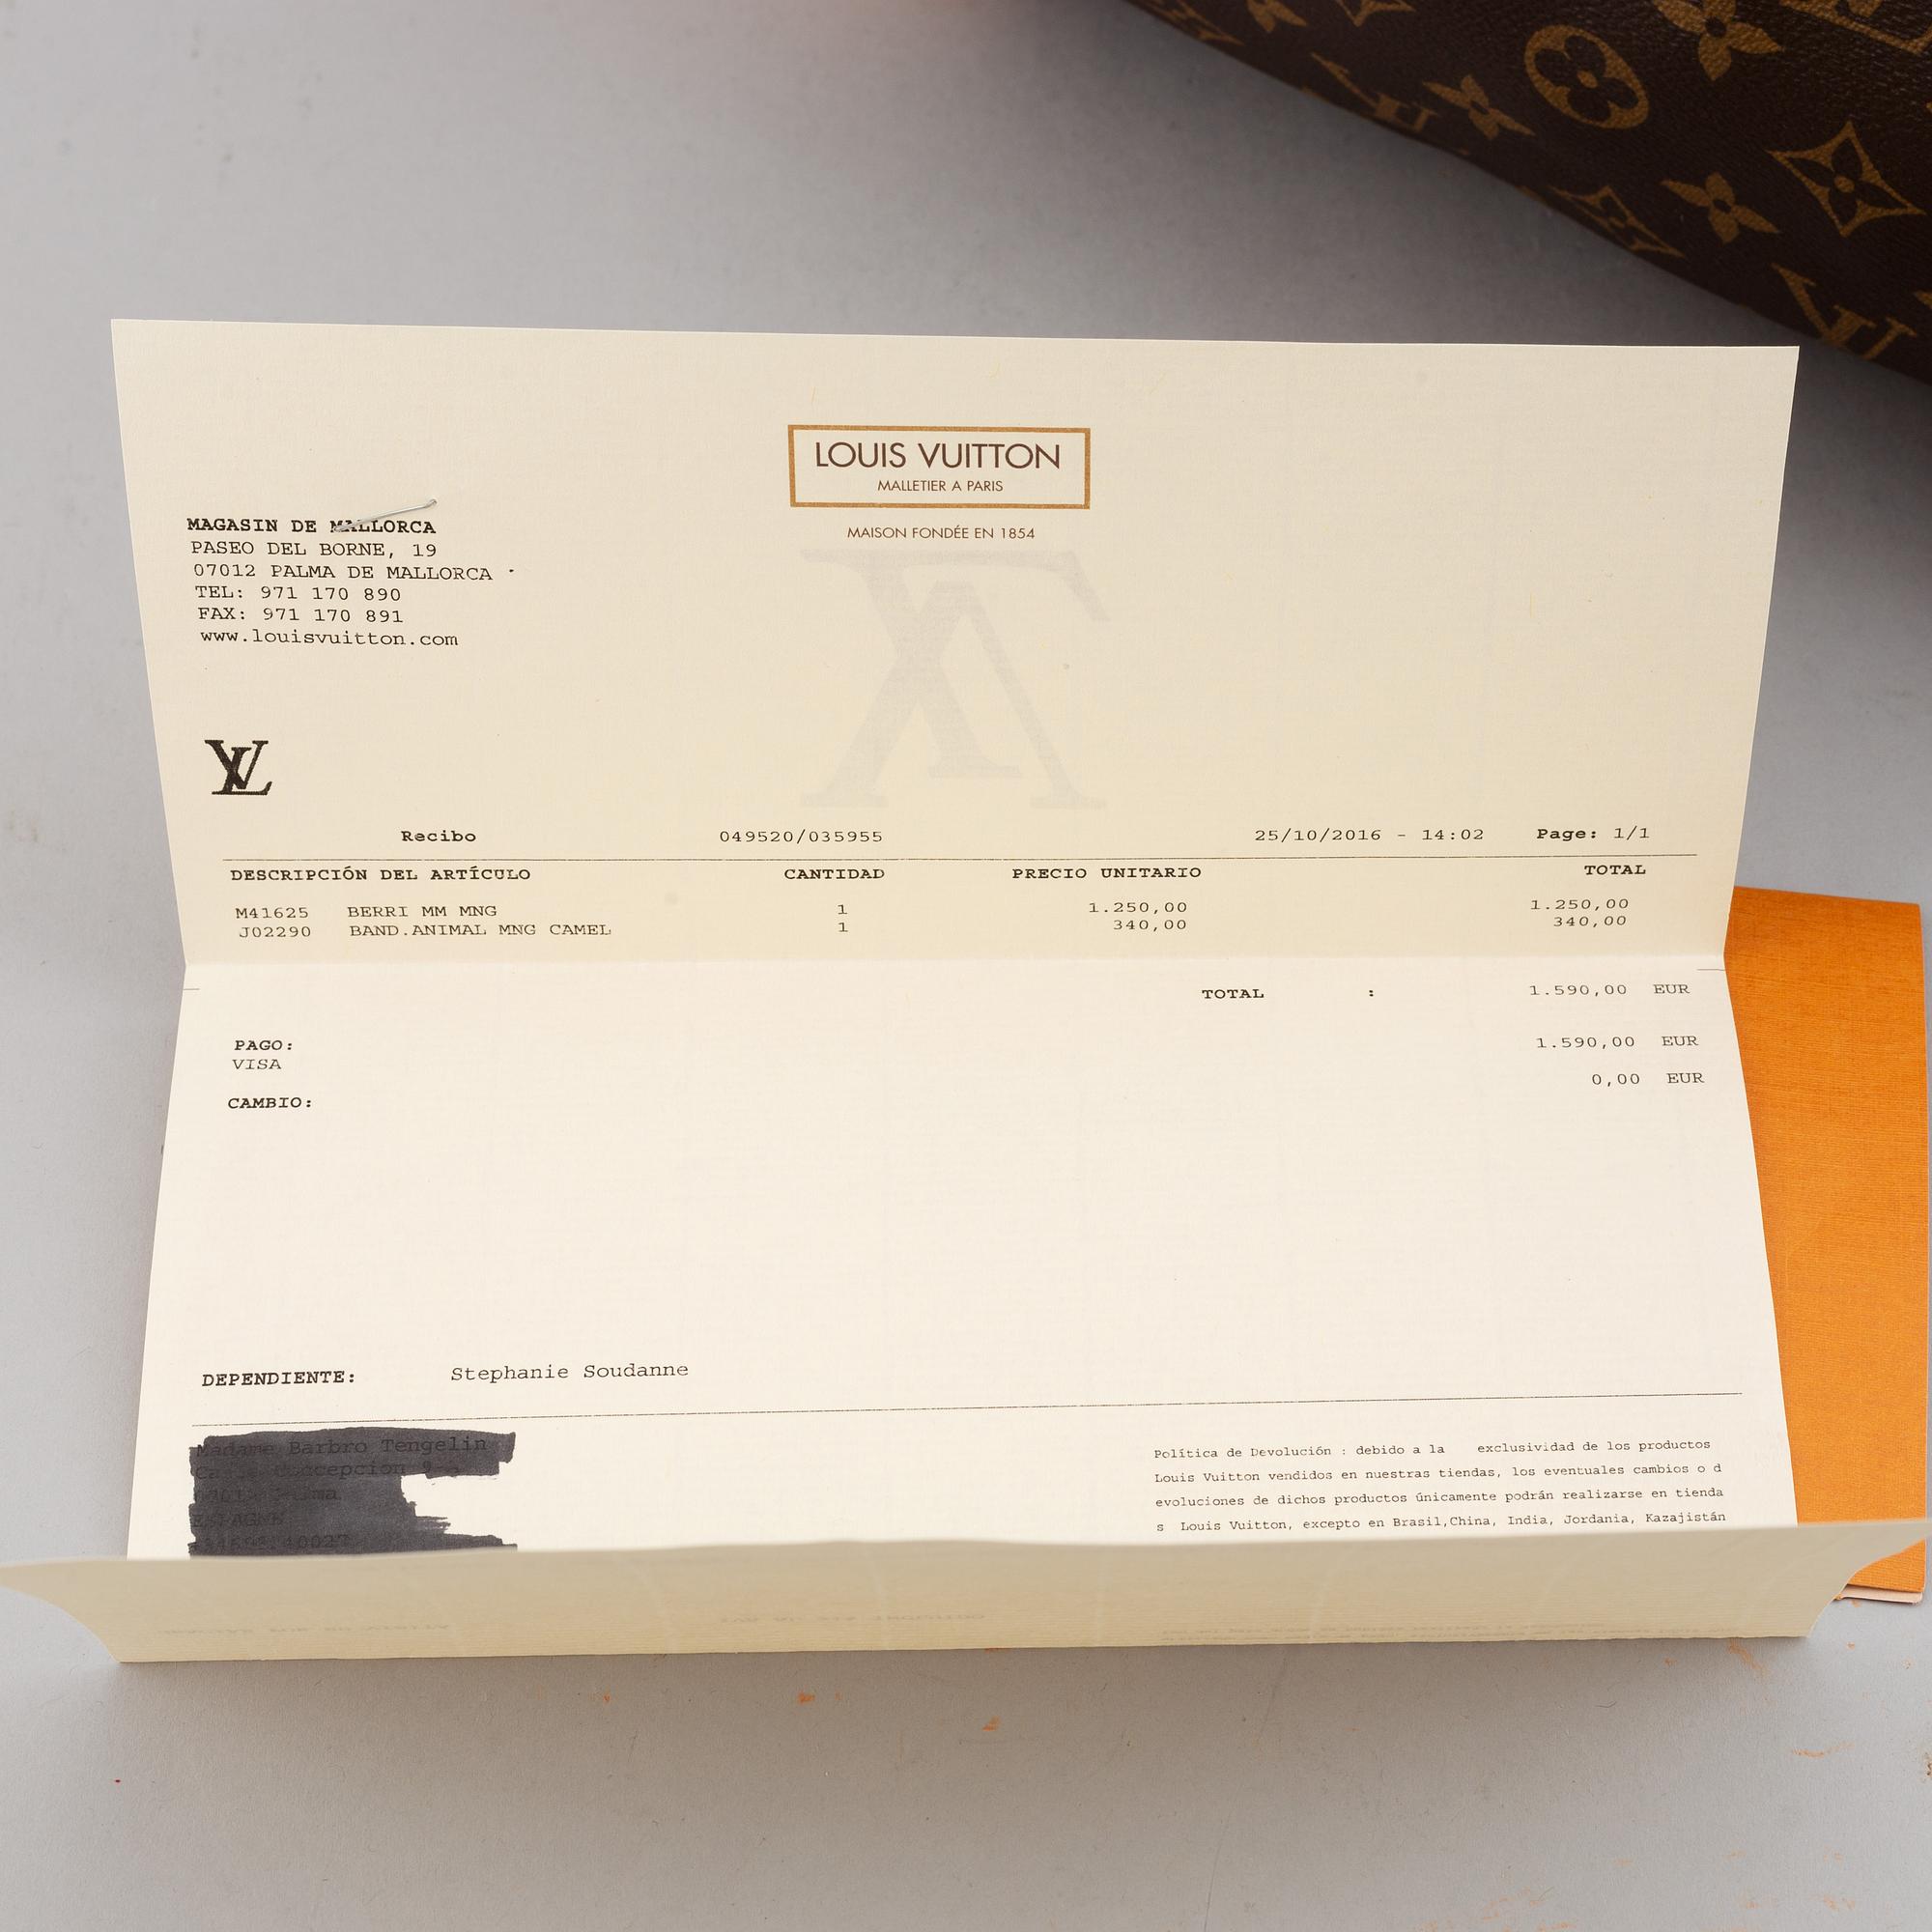 LOUIS VUITTON
MALLETIER A PARIS
MAISON FONDÉE EN 1854
MAGASIN DE MALLORCA
PASEO DEL BORNE, 19
07012 PALMA DE MALLORCA
TEL: 971 170 890
FAX: 971 170 891
www.louisvuitton.com
LV
Recibo 049520/035955 25/10/2016 - 14:02 Page: 1/1
DESCRIPCIÓN DEL ARTÍCULO CANTIDAD PRECIO UNITARIO TOTAL
M41625 BERRI MM MNG 1 1.250,00 1.250,00
J02290 BAND.ANIMAL MNG CAMEL 1 340,00 340,00
TOTAL : 1.590,00 EUR
PAGO: 1.590,00 EUR
VISA
CAMBIO: 0,00 EUR
DEPENDIENTE: Stephanie Soudanne
Política de Devolución : debido a la exclusividad de los productos
Louis Vuitton vendidos en nuestras tiendas, los eventuales cambios o d
evoluciones de dichos productos únicamente podrán realizarse en tienda
s Louis Vuitton, excepto en Brasil,China, India, Jordania, Kazajistán